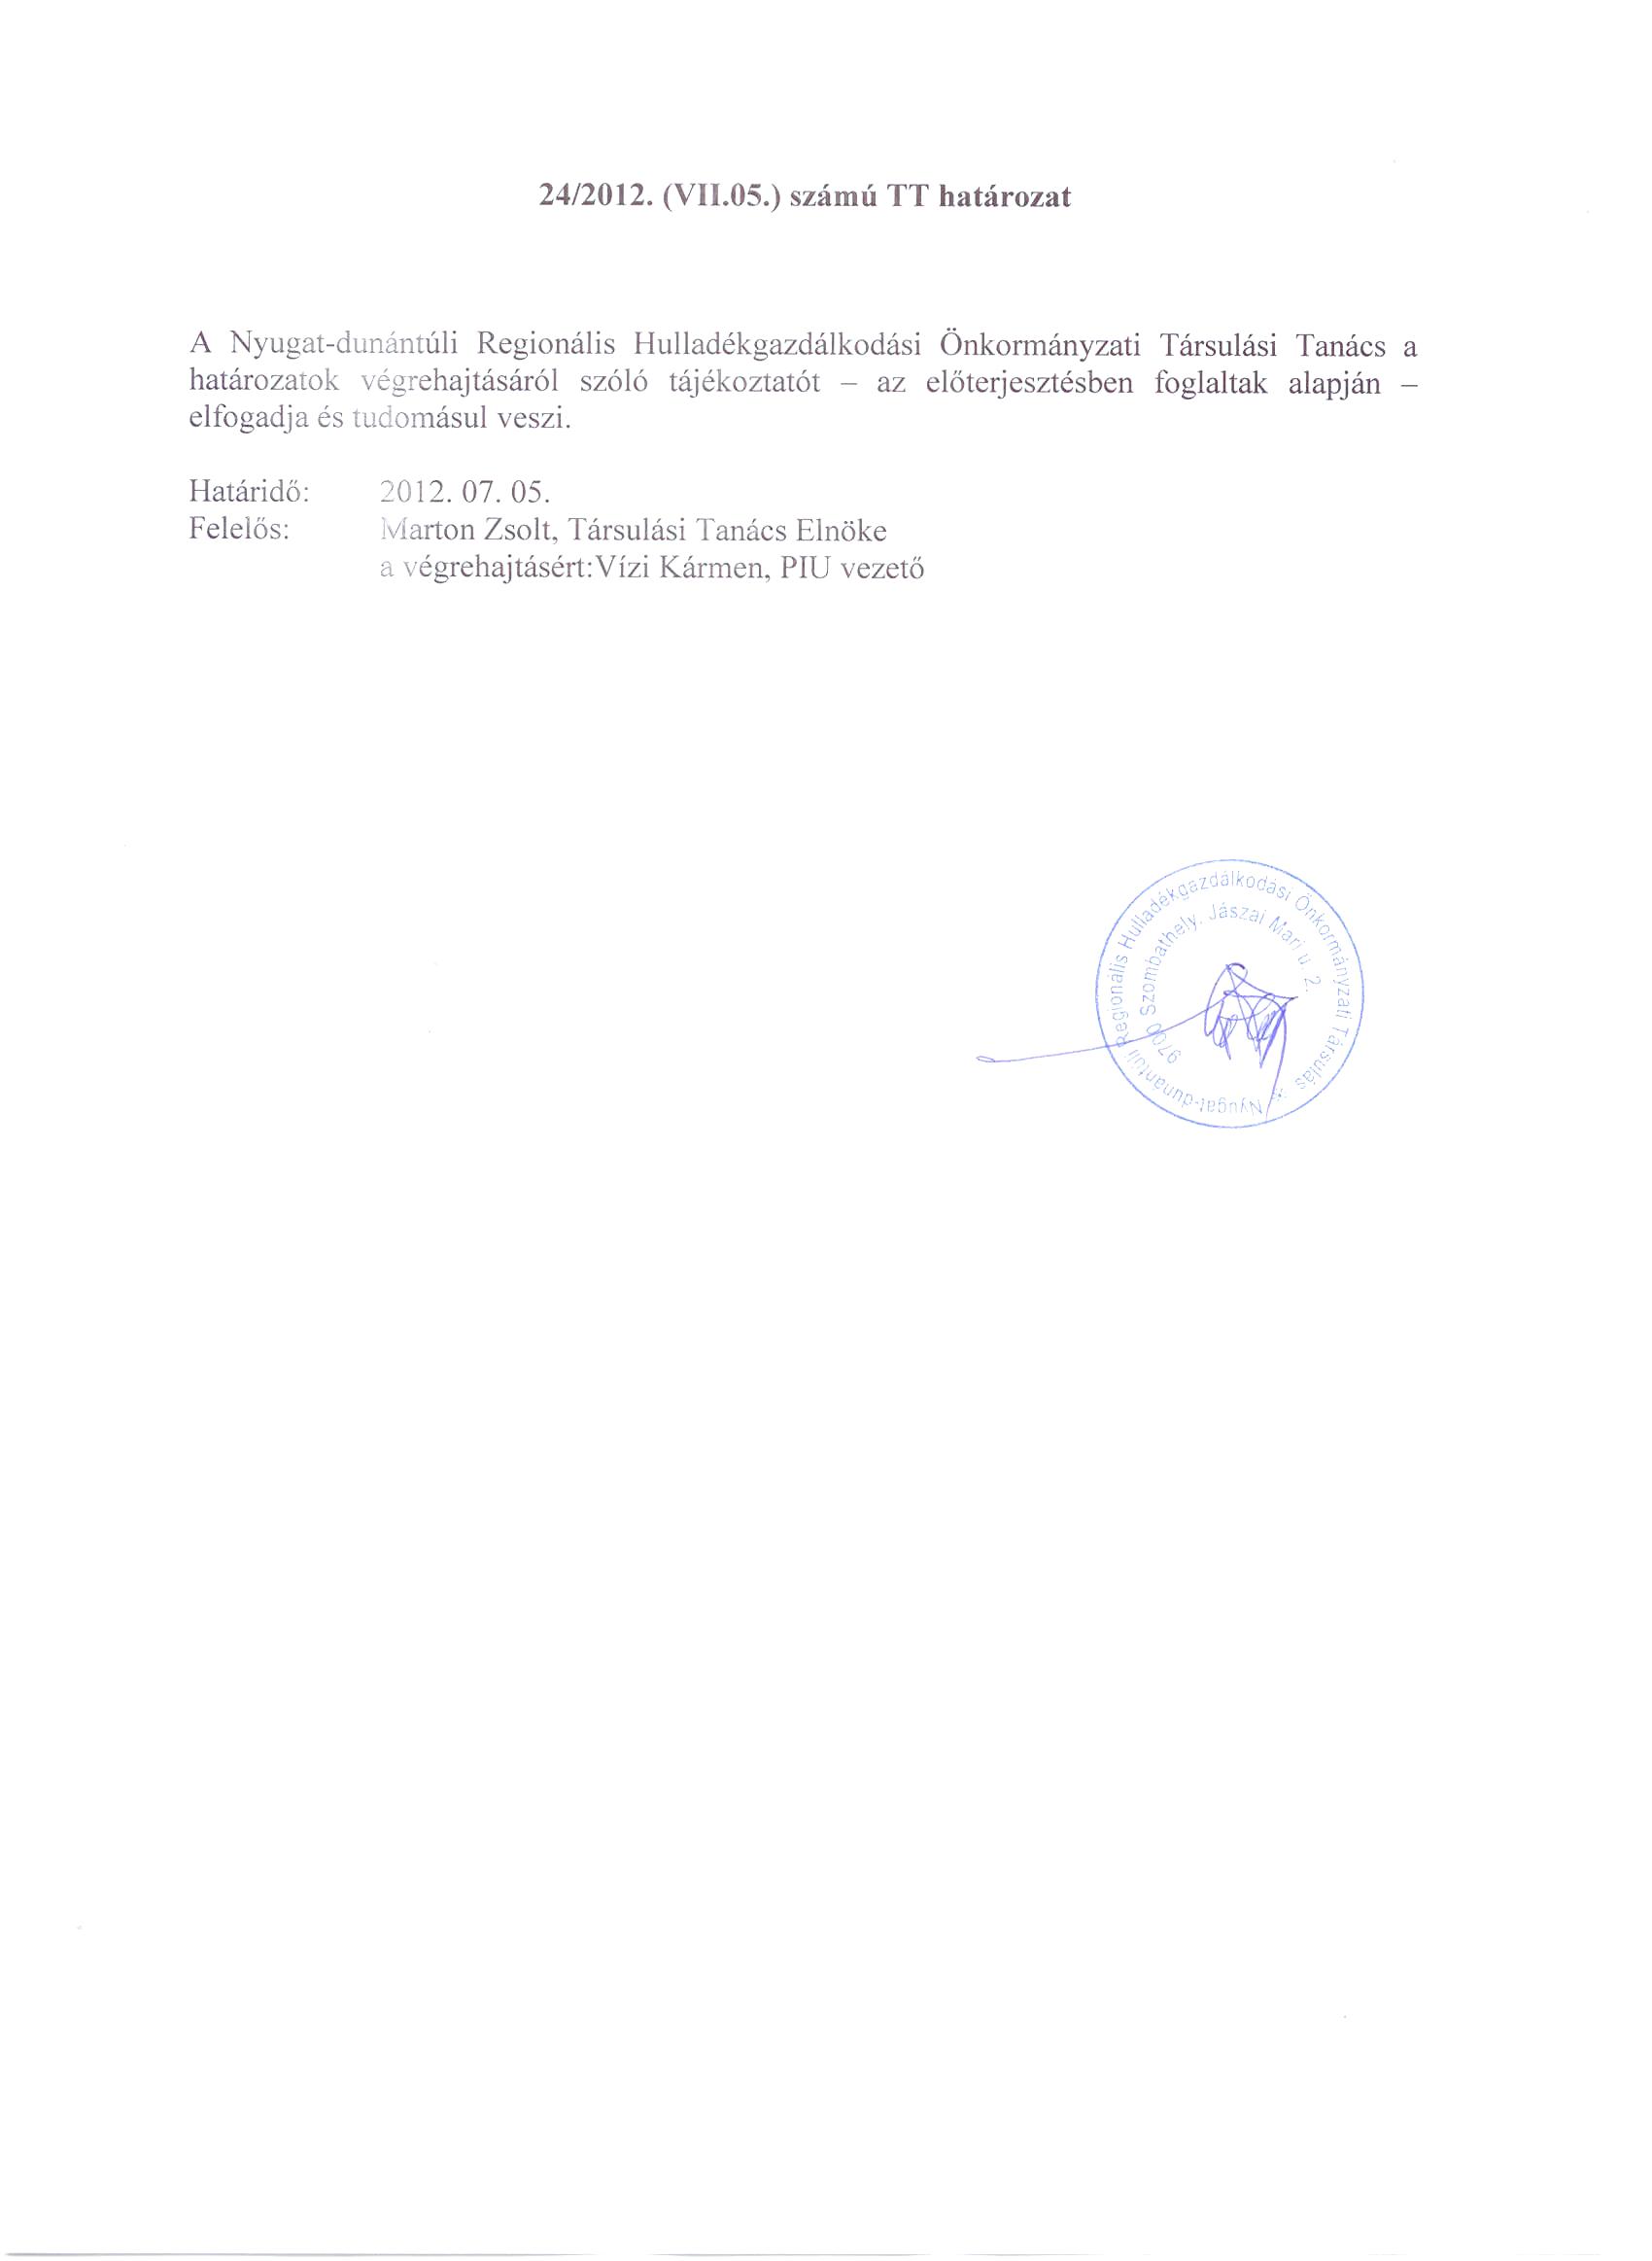 24/2012. (VII.05.) számú TT határozat
A Nyugat-dunántúli Regionális Hulladékgazdálkodási Önkormányzati Társulási Tanács a
határozatok végrehajtásáról szóló tájékoztatót – az előterjesztésben foglaltak alapján –
elfogadja és tudomásul veszi.
Határidő: 2012. 07. 05.
Felelős: Marton Zsolt, Társulási Tanács Elnöke
a végrehajtásért:Vízi Kármen, PIU vezető
Nyugat-dunántúli Regionális Hulladékgazdálkodási Önkormányzati Társulás
9700 Szombathely, Jászai Mari u. 2.